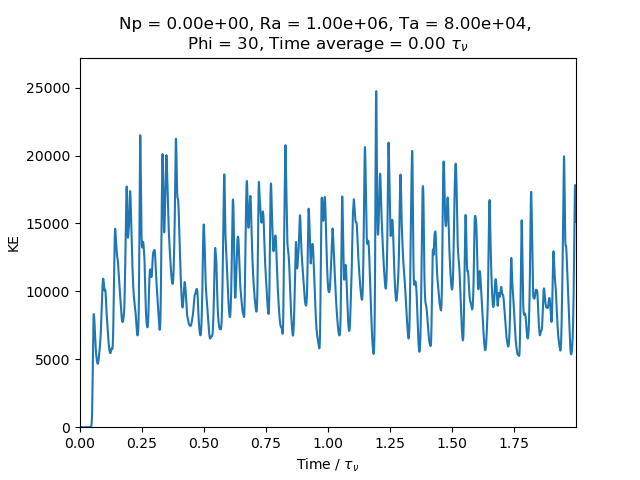 Np = 0.00e+00, Ra = 1.00e+06, Ta = 8.00e+04,
Phi = 30, Time average = 0.00 τν
25000
20000
15000
10000
5000
0
KE
0.00 0.25 0.50 0.75 1.00 1.25 1.50 1.75
Time / τν